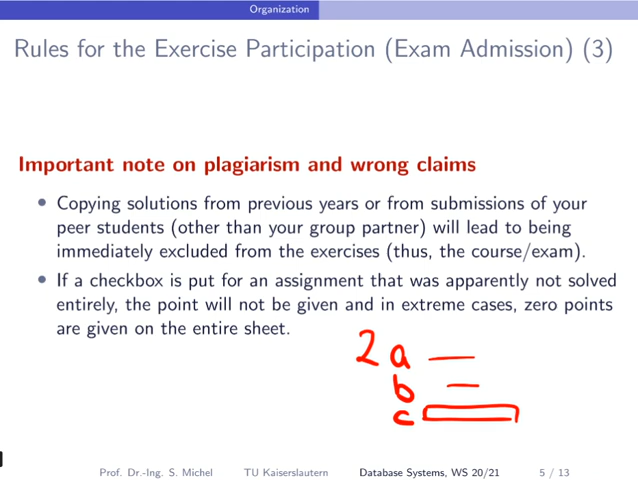 Organization
Rules for the Exercise Participation (Exam Admission) (3)
Important note on plagiarism and wrong claims
• Copying solutions from previous years or from submissions of your
peer students (other than your group partner) will lead to being
immediately excluded from the exercises (thus, the course/exam).
• If a checkbox is put for an assignment that was apparently not solved
entirely, the point will not be given and in extreme cases, zero points
are given on the entire sheet.
2 a —
b —
c
Prof. Dr.-Ing. S. Michel TU Kaiserslautern Database Systems, WS 20/21 5 / 13